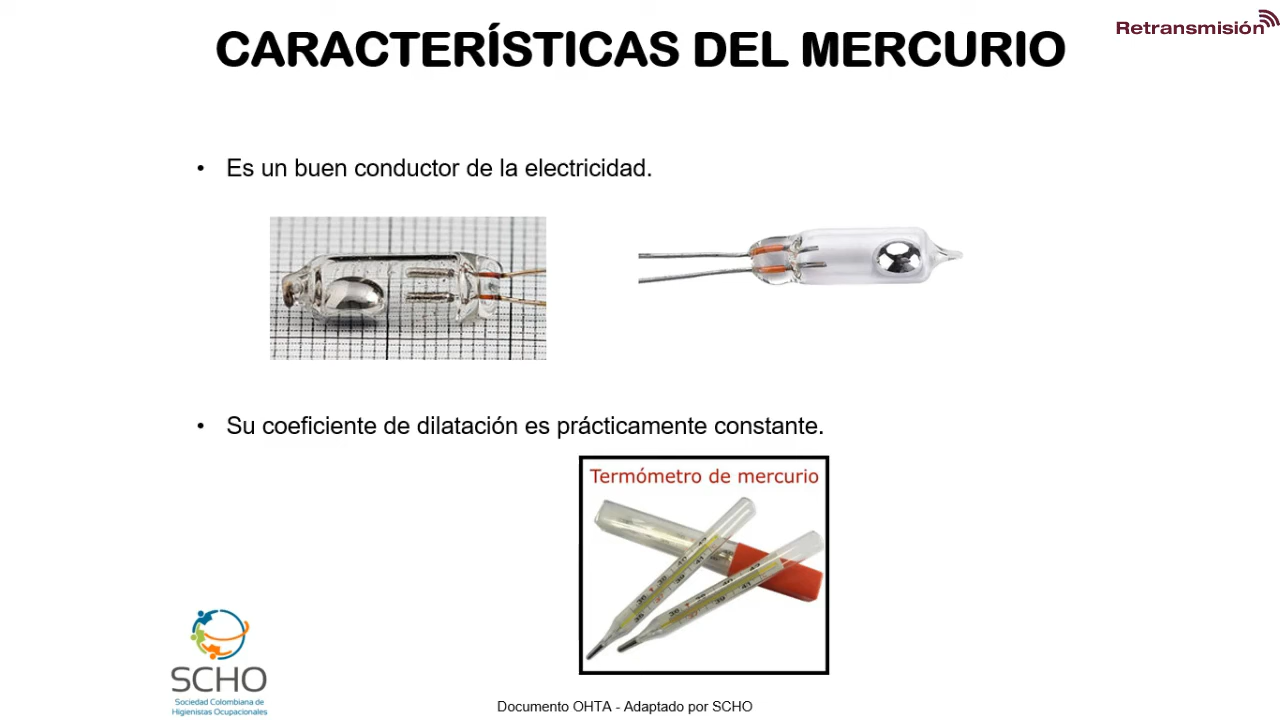 Retransmisión
CARACTERÍSTICAS DEL MERCURIO
• Es un buen conductor de la electricidad.
• Su coeficiente de dilatación es prácticamente constante.
Termómetro de mercurio
SCHO
Sociedad Colombiana de
Higienistas Ocupacionales
Documento OHTA - Adaptado por SCHO